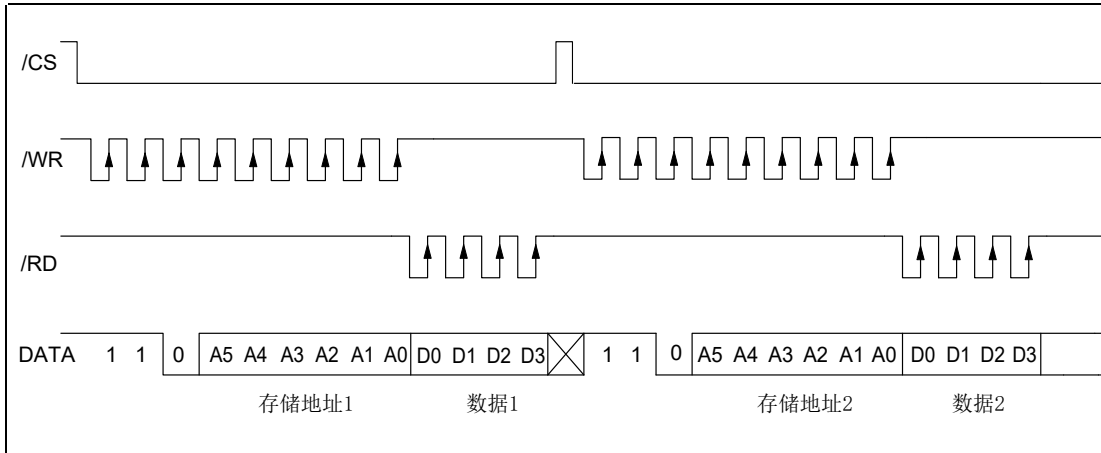 /CS
/WR
/RD
DATA 1 1 0 A5 A4 A3 A2 A1 A0 D0 D1 D2 D3 1 1 0 A5 A4 A3 A2 A1 A0 D0 D1 D2 D3
存储地址1 数据1 存储地址2 数据2